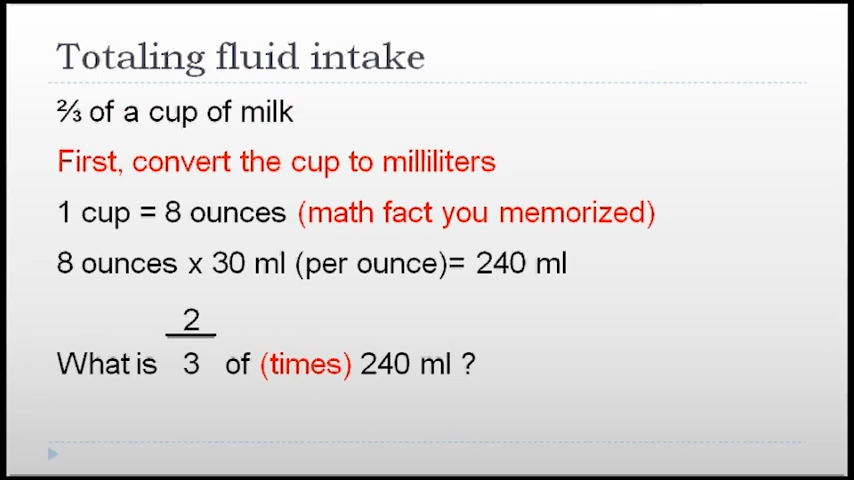 Totaling fluid intake
⅔ of a cup of milk
First, convert the cup to milliliters
1 cup = 8 ounces (math fact you memorized)
8 ounces x 30 ml (per ounce)= 240 ml
2
What is 3 of (times) 240 ml ?